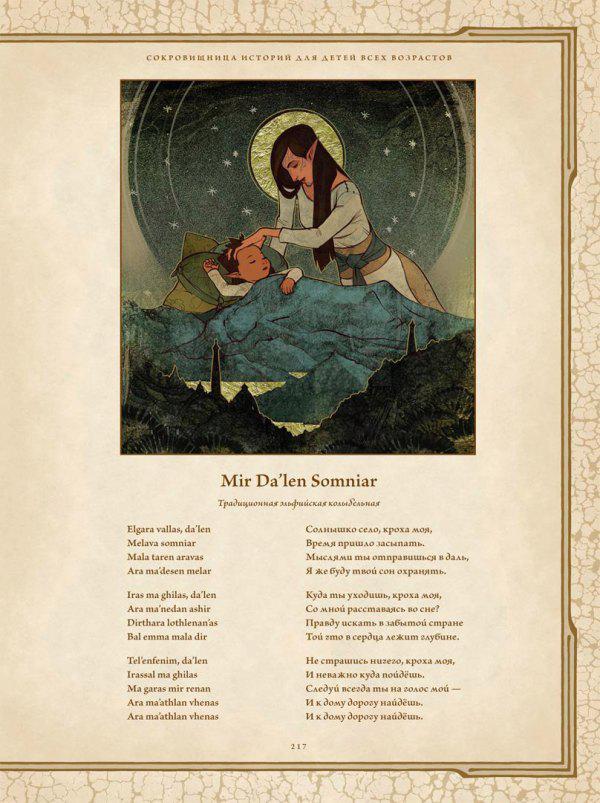 СОКРОВИЩНИЦА ИСТОРИЙ ДЛЯ ДЕТЕЙ ВСЕХ ВОЗРАСТОВ
Mir Da’len Somniar
Традиционная эльфийская колыбельная
Elgara vallas, da’len
Melava somniar
Mala taren aravas
Ara ma’desen melar
Iras ma ghilas, da’len
Ara ma’nedan ashir
Dirthara lothlenan’as
Bal emma mala dir
Tel’enfenim, da’len
Irassal ma ghilas
Ma garas mir renan
Ara ma’athlan vhenas
Ara ma’athlan vhenas
Солнышко село, кроха моя,
Время пришло засыпать.
Мыслями ты отправишься в даль,
Я же буду твой сон охранять.
Куда ты уходишь, кроха моя,
Со мной расставаясь во сне?
Правду искать в забытой стране
Той что в сердца лежит глубине.
Не страшись ничего, кроха моя,
И неважно куда пойдёшь.
Следуй всегда ты на голос мой —
И к дому дорогу найдёшь.
И к дому дорогу найдёшь.
217